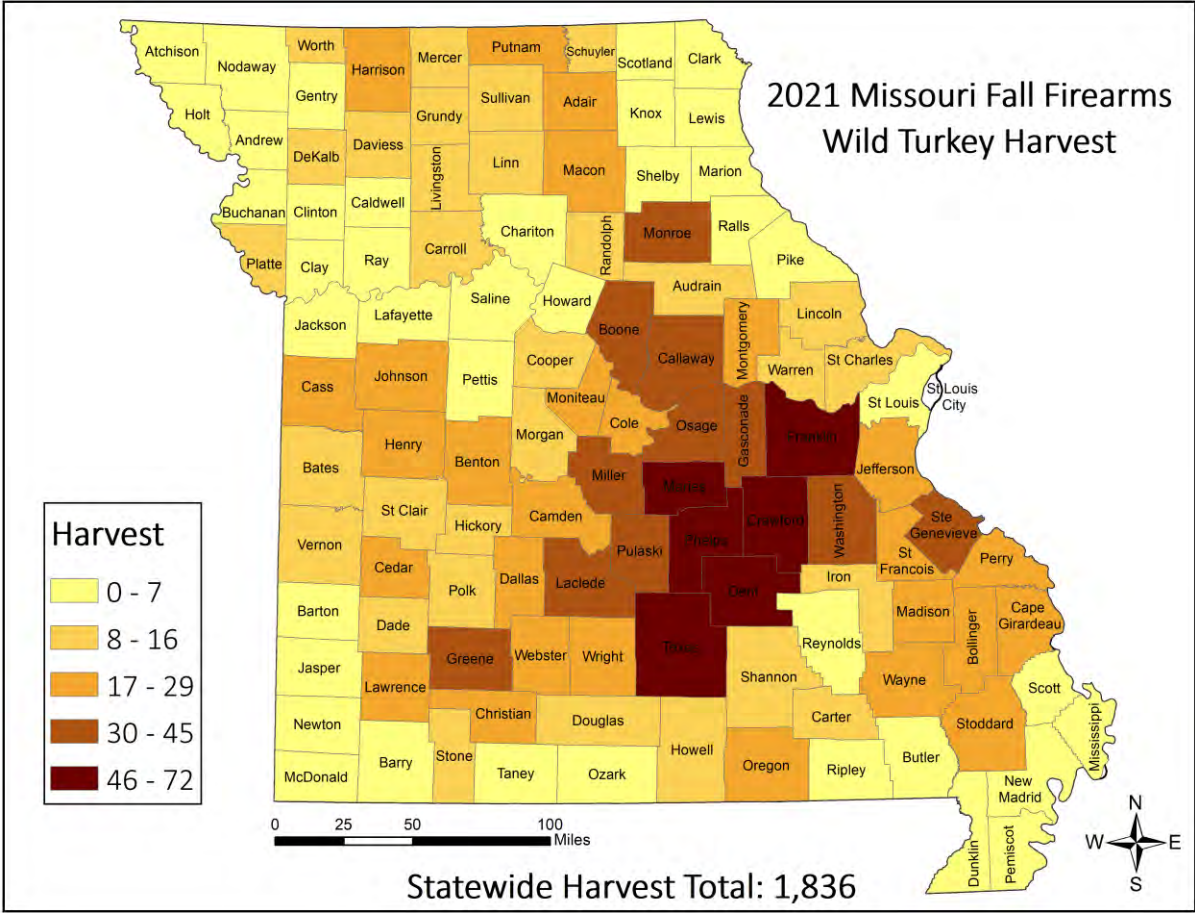 2021 Missouri Fall Firearms
Wild Turkey Harvest
Atchison
Nodaway
Worth
Harrison
Mercer
Putnam
Schuyler
Scotland
Clark
Gentry
Sullivan
Adair
Knox
Lewis
Holt
Andrew
DeKalb
Daviess
Grundy
Livingston
Linn
Macon
Shelby
Marion
Buchanan
Clinton
Caldwell
Chariton
Randolph
Monroe
Ralls
Platte
Clay
Ray
Carroll
Pike
Saline
Howard
Audrain
Jackson
Lafayette
Boone
Callaway
Montgomery
Lincoln
Cooper
Warren
St Charles
Cass
Johnson
Pettis
Moniteau
Cole
Osage
Gasconade
Franklin
St Louis
St Louis
City
Henry
Benton
Morgan
Miller
Maries
Jefferson
Bates
St Clair
Hickory
Camden
Pulaski
Phelps
Crawford
Washington
Ste
Genevieve
St
Francois
Perry
Vernon
Cedar
Polk
Dallas
Laclede
Dent
Iron
Madison
Bollinger
Cape
Girardeau
Barton
Dade
Greene
Webster
Wright
Texas
Reynolds
Shannon
Wayne
Jasper
Lawrence
Christian
Douglas
Howell
Carter
Stoddard
Scott
Mississippi
Newton
McDonald
Barry
Stone
Taney
Ozark
Oregon
Ripley
Butler
New
Madrid
Dunklin
Pemiscot
Harvest
0 - 7
8 - 16
17 - 29
30 - 45
46 - 72
0 25 50 100
Miles
N
W E
S
Statewide Harvest Total: 1,836